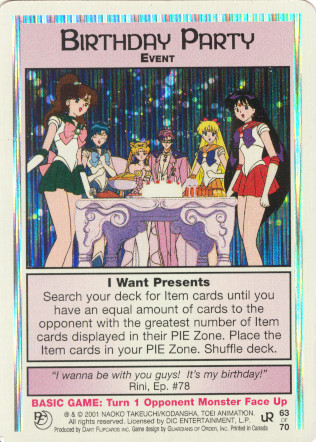 BIRTHDAY PARTY
EVENT
I Want Presents
Search your deck for Item cards until you
have an equal amount of cards to the
opponent with the greatest number of Item
cards displayed in their PIE Zone. Place the
Item cards in your PIE Zone. Shuffle deck.
"I wanna be with you guys! It's my birthday!"
Rini, Ep. #78
BASIC GAME: Turn 1 Opponent Monster Face Up
® & © 2001 NAOKO TAKEUCHI/KODANSHA, TOEI ANIMATION.
All rights reserved. Licensed by DIC ENTERTAINMENT, L.P.
Produced by DART FLIPCARDS INC. Game design by GUARDIANS OF ORDER, INC. Printed in Canada
UR
63
OF
70